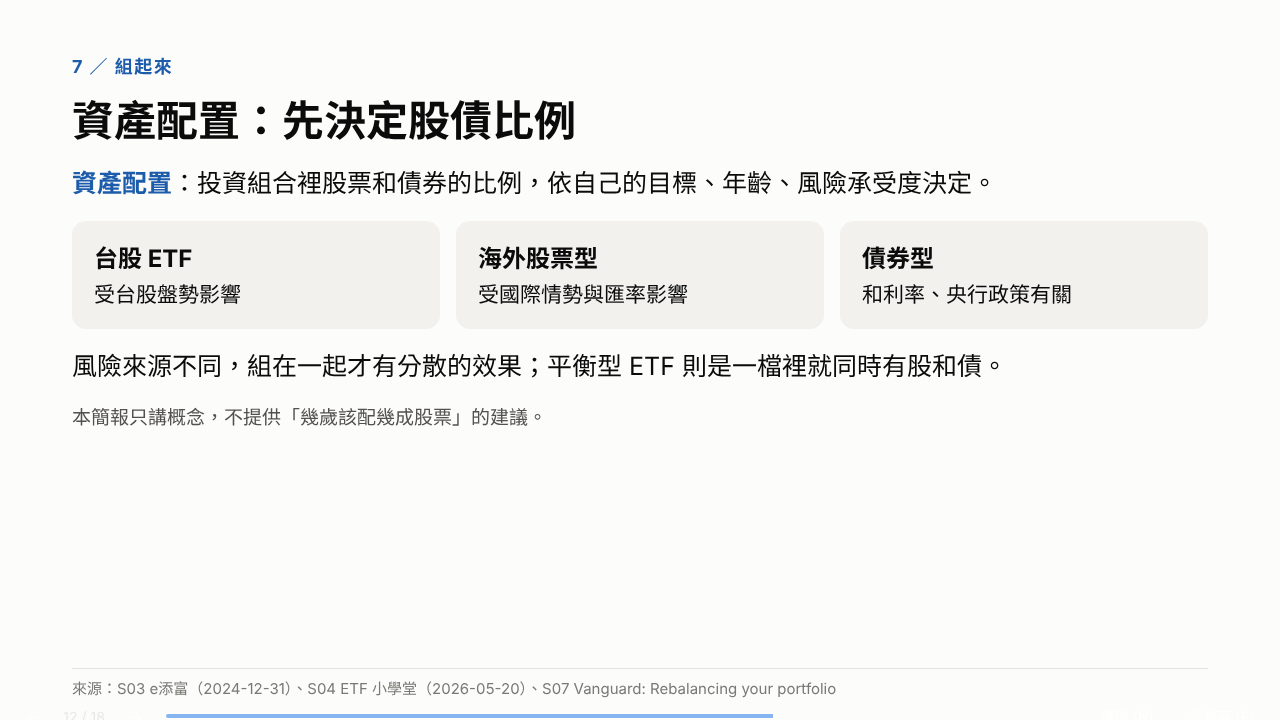 7 ／ 組起來
資產配置：先決定股債比例
資產配置：投資組合裡股票和債券的比例，依自己的目標、年齡、風險承受度決定。
台股 ETF
受台股盤勢影響
海外股票型
受國際情勢與匯率影響
債券型
和利率、央行政策有關
風險來源不同，組在一起才有分散的效果；平衡型 ETF 則是一檔裡就同時有股和債。
本簡報只講概念，不提供「幾歲該配幾成股票」的建議。
來源：S03 e添富（2024-12-31）、S04 ETF 小學堂（2026-05-20）、S07 Vanguard: Rebalancing your portfolio
12 / 18